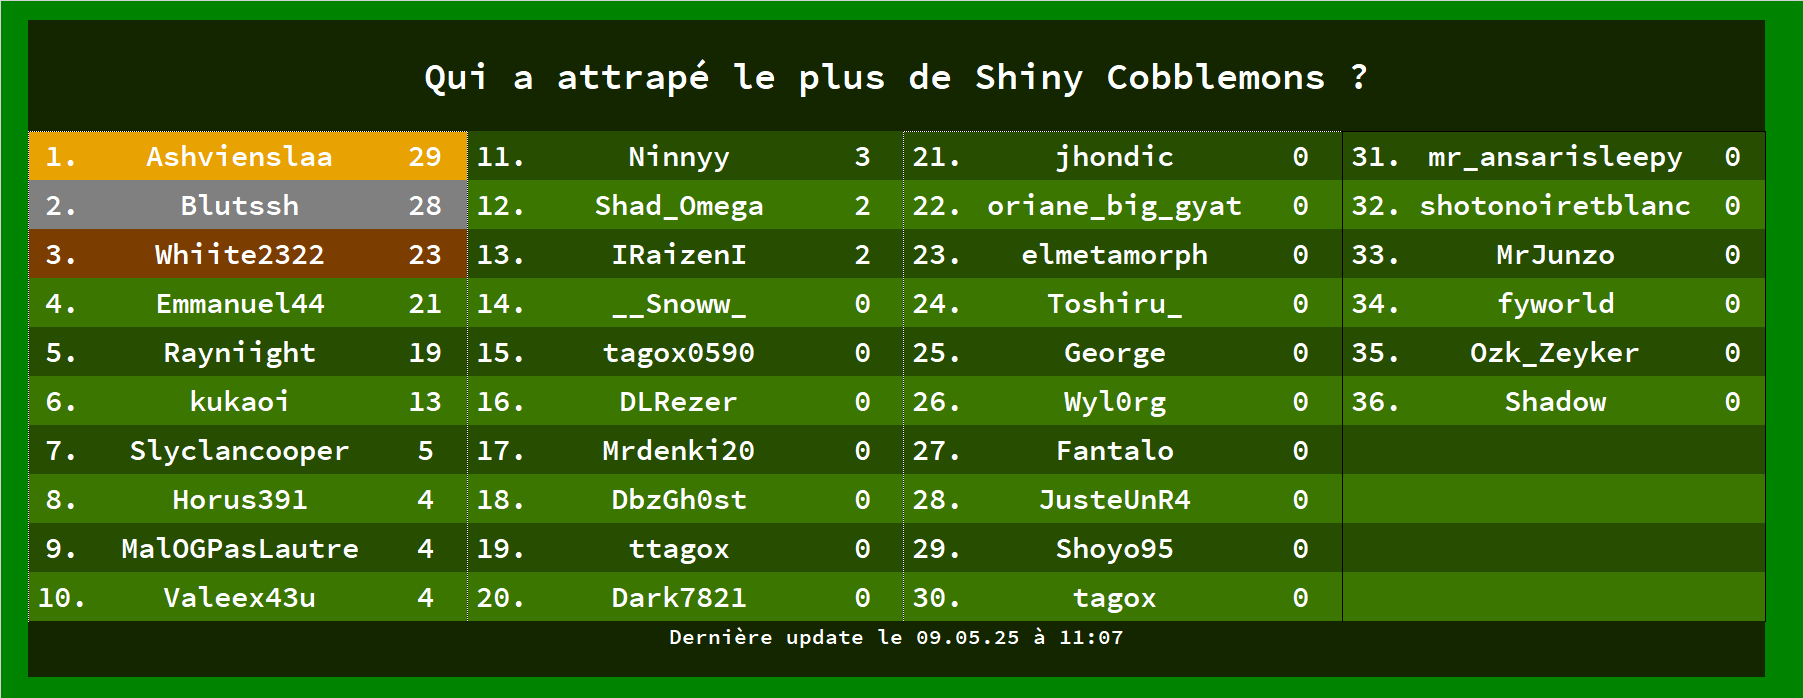 Qui a attrapé le plus de Shiny Cobblemons ?
1. Ashvienslaa 29
2. Blutssh 28
3. Whiite2322 23
4. Emmanuel44 21
5. Rayniight 19
6. kukaoi 13
7. Slyclancooper 5
8. Horus391 4
9. MalOGPasLautre 4
10. Valeex43u 4
11. Ninnyy 3
12. Shad_Omega 2
13. IRaizenI 2
14. __Snoww_ 0
15. tagox0590 0
16. DLRezer 0
17. Mrdenki20 0
18. DbzGh0st 0
19. ttagox 0
20. Dark7821 0
21. jhondic 0
22. oriane_big_gyat 0
23. elmetamorph 0
24. Toshiru_ 0
25. George 0
26. Wyl0rg 0
27. Fantalo 0
28. JusteUnR4 0
29. Shoyo95 0
30. tagox 0
31. mr_ansarisleepy 0
32. shotonoiretblanc 0
33. MrJunzo 0
34. fyworld 0
35. Ozk_Zeyker 0
36. Shadow 0
Dernière update le 09.05.25 à 11:07